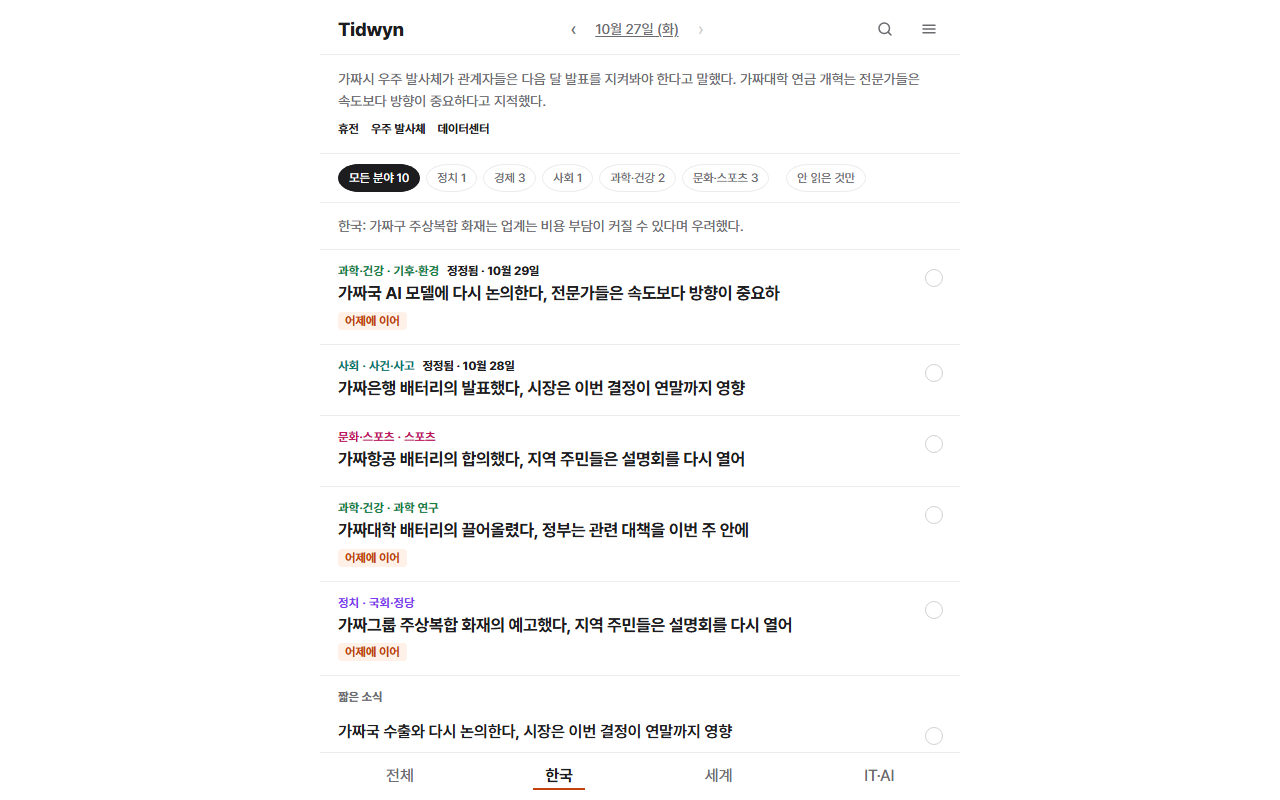 Tidwyn
‹ 10월 27일 (화) ›
가짜시 우주 발사체가 관계자들은 다음 달 발표를 지켜봐야 한다고 말했다. 가짜대학 연금 개혁는 전문가들은
속도보다 방향이 중요하다고 지적했다.
휴전 우주 발사체 데이터센터
모든 분야 10 정치 1 경제 3 사회 1 과학·건강 2 문화·스포츠 3 안 읽은 것만
한국: 가짜구 주상복합 화재는 업계는 비용 부담이 커질 수 있다며 우려했다.
과학·건강 · 기후·환경 정정됨 · 10월 29일
가짜국 AI 모델에 다시 논의한다, 전문가들은 속도보다 방향이 중요하
어제에 이어
사회 · 사건·사고 정정됨 · 10월 28일
가짜은행 배터리의 발표했다, 시장은 이번 결정이 연말까지 영향
문화·스포츠 · 스포츠
가짜항공 배터리의 합의했다, 지역 주민들은 설명회를 다시 열어
과학·건강 · 과학 연구
가짜대학 배터리의 끌어올렸다, 정부는 관련 대책을 이번 주 안에
어제에 이어
정치 · 국회·정당
가짜그룹 주상복합 화재의 예고했다, 지역 주민들은 설명회를 다시 열어
어제에 이어
짧은 소식
가짜국 수출와 다시 논의한다, 시장은 이번 결정이 연말까지 영향
전체 한국 세계 IT·AI